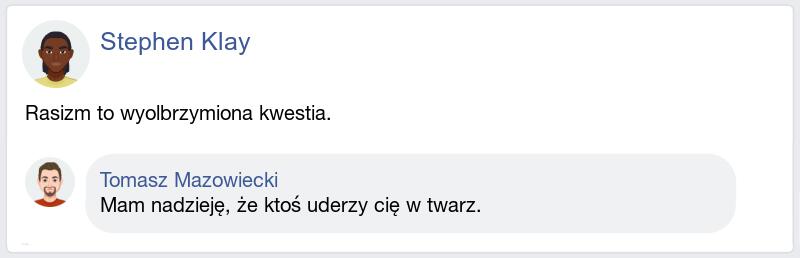 Stephen Klay
Rasizm to wyolbrzymiona kwestia.
Tomasz Mazowiecki
Mam nadzieję, że ktoś uderzy cię w twarz.